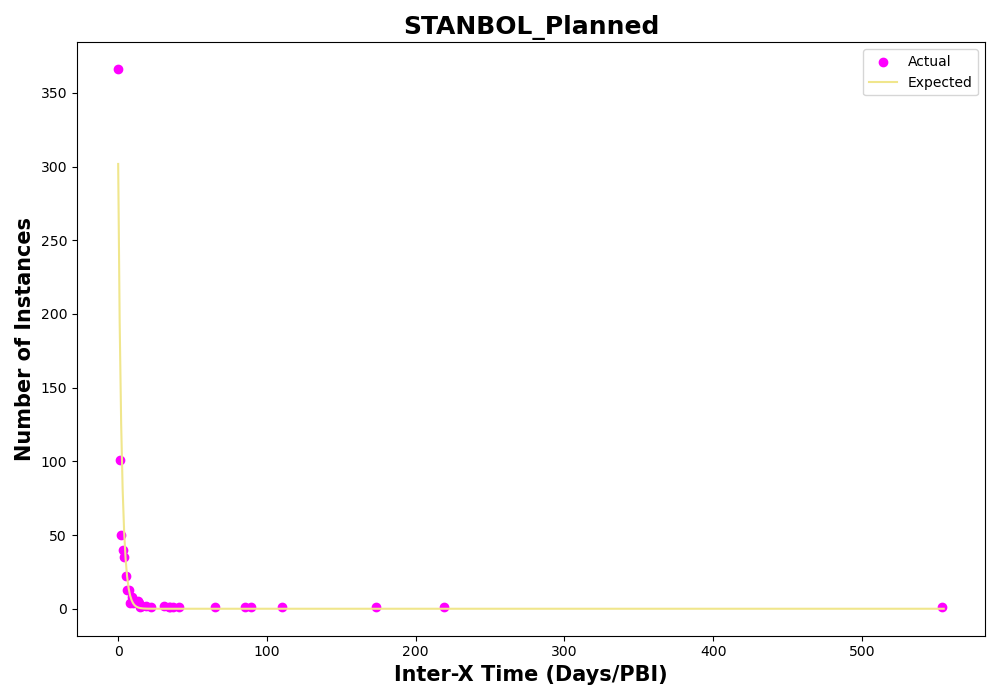 STANBOL_Planned
Actual
Expected
Number of Instances
350
300
250
200
150
100
50
0
0 100 200 300 400 500
Inter-X Time (Days/PBI)